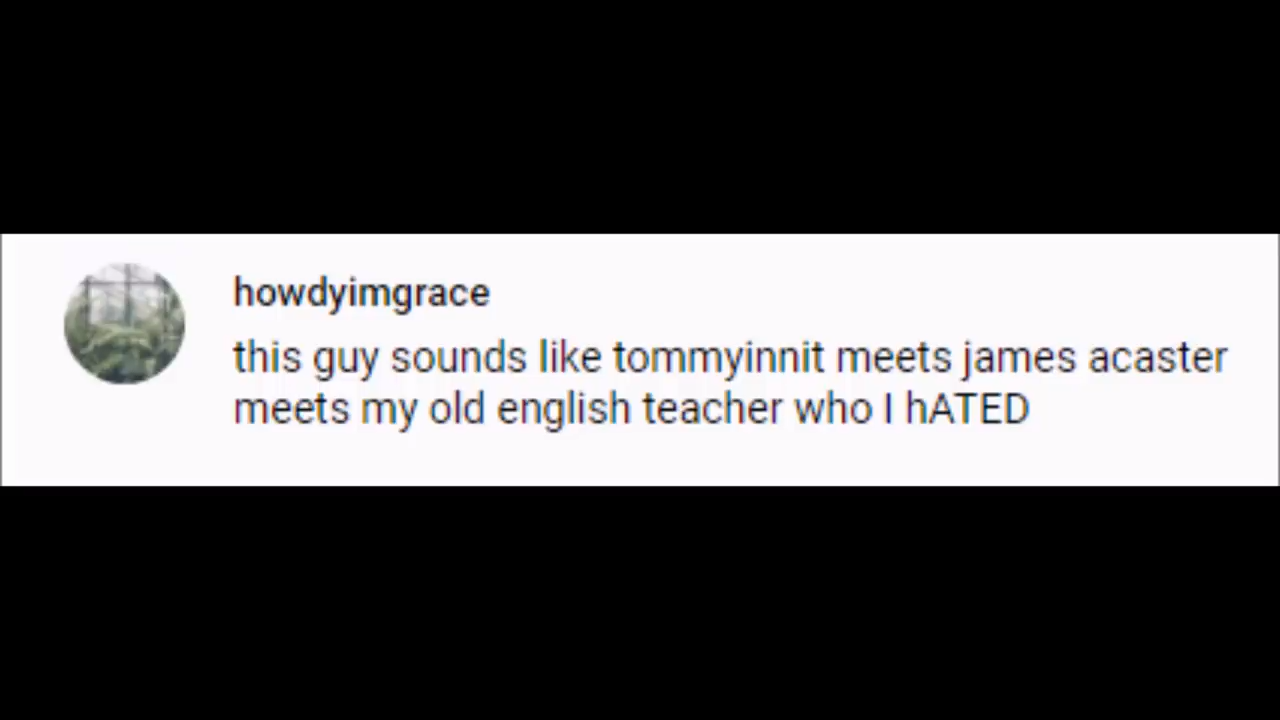 howdyimgrace
this guy sounds like tommyinnit meets james acaster
meets my old english teacher who I hATED